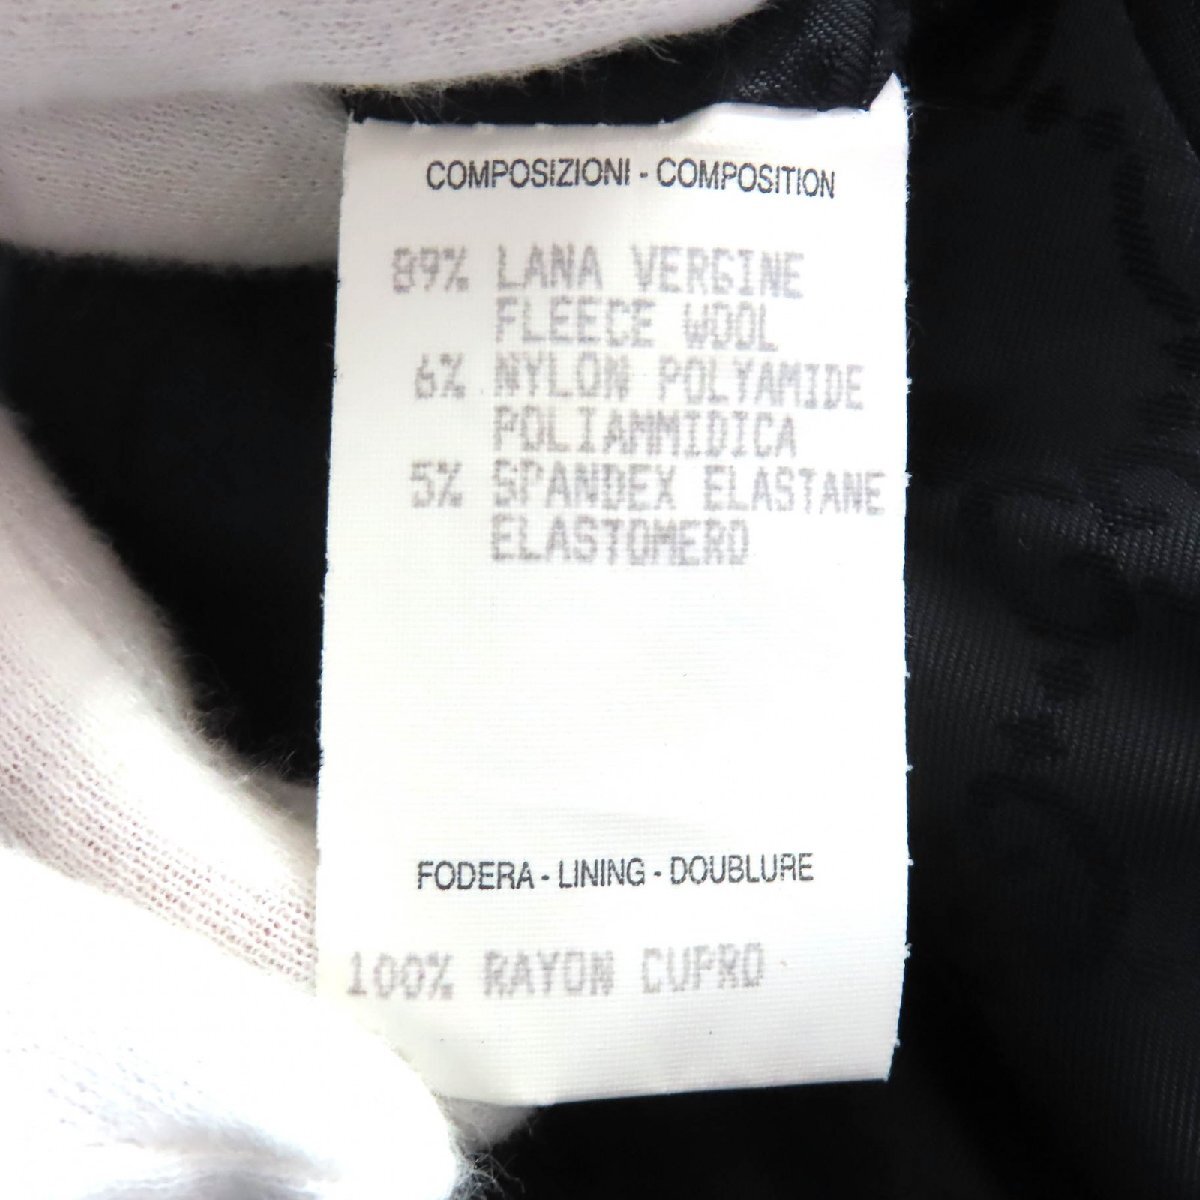 COMPOSIZIONI - COMPOSITION
89% LANA VERGINE
FLEECE WOOL
6% NYLON POLYAMIDE
POLIAMMIDICA
5% SPANDEX ELASTANE
ELASTOMERO
FODERA - LINING - DOUBLURE
100% RAYON CUPRO